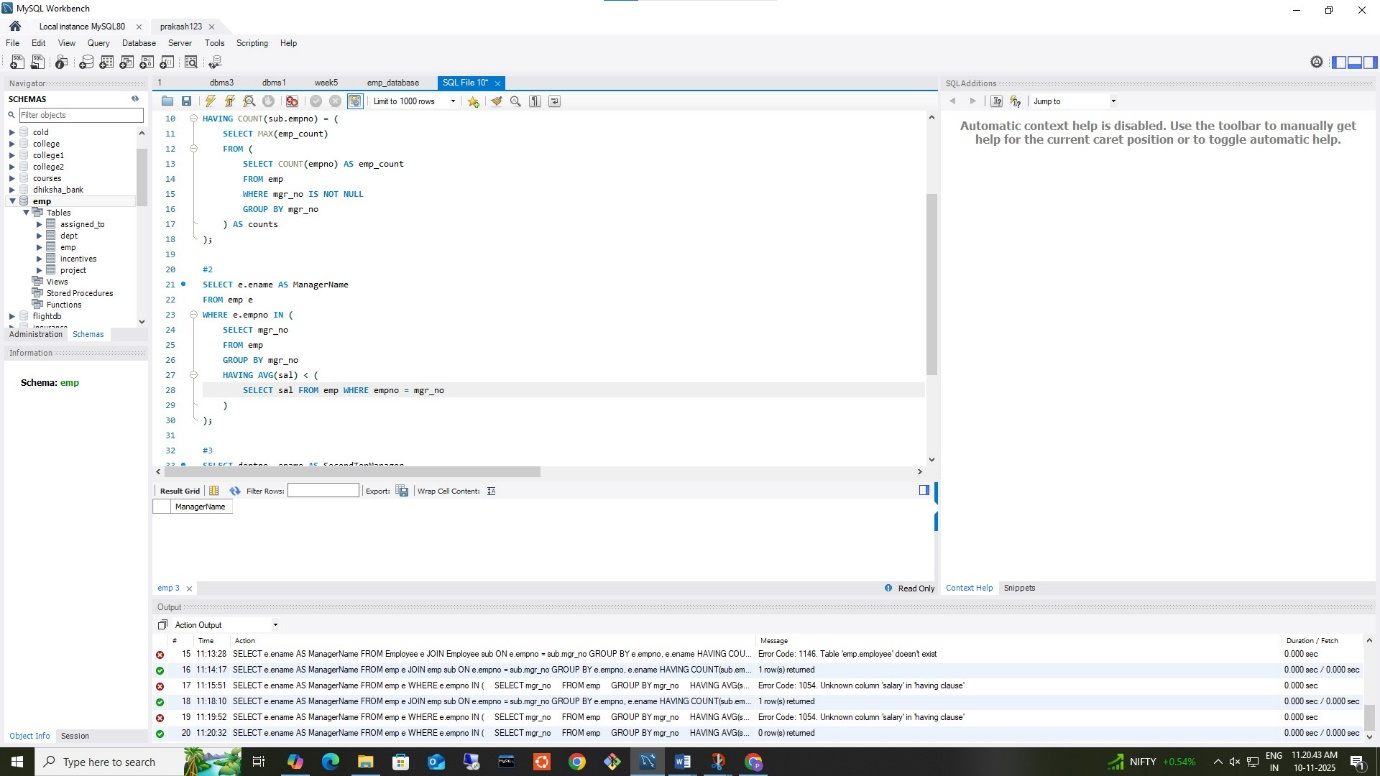 MySQL Workbench
Local instance MySQL80 × prakash123 ×
File Edit View Query Database Server Tools Scripting Help
Navigator
SCHEMAS
Filter objects
cold
college
college1
college2
courses
dhiksha_bank
emp
Tables
assigned_to
dept
emp
incentives
project
Views
Stored Procedures
Functions
flightdb
insurance
Administration Schemas
Information
Schema: emp
Object Info Session
1 dbms3 dbms1 week5 emp_database SQL File 10* ×
Limit to 1000 rows
10 HAVING COUNT(sub.empno) = (
11 SELECT MAX(emp_count)
12 FROM (
13 SELECT COUNT(empno) AS emp_count
14 FROM emp
15 WHERE mgr_no IS NOT NULL
16 GROUP BY mgr_no
17 ) AS counts
18 );
19
20 #2
21 SELECT e.ename AS ManagerName
22 FROM emp e
23 WHERE e.empno IN (
24 SELECT mgr_no
25 FROM emp
26 GROUP BY mgr_no
27 HAVING AVG(sal) < (
28 SELECT sal FROM emp WHERE empno = mgr_no
29 )
30 );
31
32 #3
33 SELECT deptno, ename AS SecondTopManager
Result Grid Filter Rows: Export: Wrap Cell Content:
ManagerName
emp 3 × Read Only
SQLAdditions
Jump to
Automatic context help is disabled. Use the toolbar to manually get
help for the current caret position or to toggle automatic help.
Context Help Snippets
Output
Action Output
# Time Action Message Duration / Fetch
15 11:13:28 SELECT e.ename AS ManagerName FROM Employee e JOIN Employee sub ON e.empno = sub.mgr_no GROUP BY e.empno, e.ename HAVING COU... Error Code: 1146. Table 'emp.employee' doesn't exist 0.000 sec
16 11:14:17 SELECT e.ename AS ManagerName FROM emp e JOIN emp sub ON e.empno = sub.mgr_no GROUP BY e.empno, e.ename HAVING COUNT(sub.em... 1 row(s) returned 0.000 sec / 0.000 sec
17 11:15:51 SELECT e.ename AS ManagerName FROM emp e WHERE e.empno IN ( SELECT mgr_no FROM emp GROUP BY mgr_no HAVING AVG(s... Error Code: 1054. Unknown column 'salary' in 'having clause' 0.000 sec
18 11:18:10 SELECT e.ename AS ManagerName FROM emp e JOIN emp sub ON e.empno = sub.mgr_no GROUP BY e.empno, e.ename HAVING COUNT(sub.em... 1 row(s) returned 0.000 sec / 0.000 sec
19 11:19:52 SELECT e.ename AS ManagerName FROM emp e WHERE e.empno IN ( SELECT mgr_no FROM emp GROUP BY mgr_no HAVING AVG(s... Error Code: 1054. Unknown column 'salary' in 'having clause' 0.000 sec
20 11:20:32 SELECT e.ename AS ManagerName FROM emp e WHERE e.empno IN ( SELECT mgr_no FROM emp GROUP BY mgr_no HAVING AVG(s... 0 row(s) returned 0.000 sec / 0.000 sec
Type here to search
NIFTY +0.54%
ENG
IN
11.20.43 AM
10-11-2025